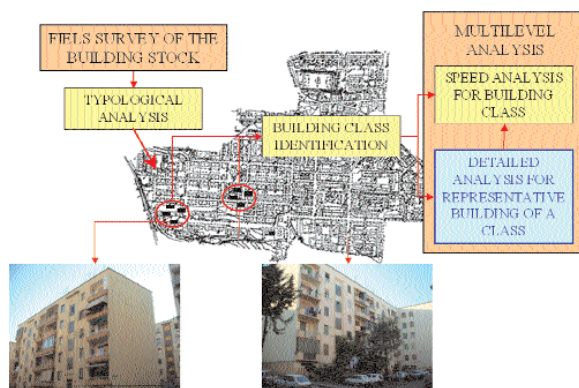 FIELS SURVEY OF THE
BUILDING STOCK
TYPOLOGICAL
ANALYSIS
BUILDING CLASS
IDENTIFICATION
MULTILEVEL
ANALYSIS
SPEED ANALYSIS
FOR BUILDING
CLASS
DETAILED
ANALYSIS FOR
REPRESENTATIVE
BUILDING OF A
CLASS